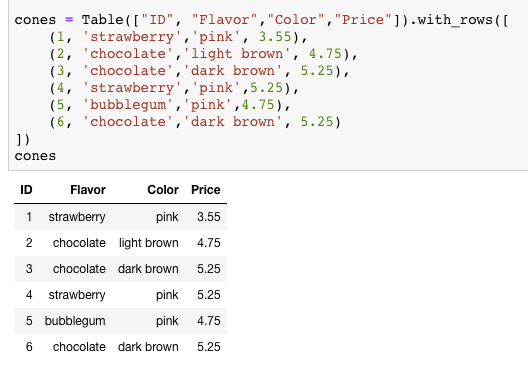 cones = Table(["ID", "Flavor","Color","Price"]).with_rows([
    (1, 'strawberry','pink', 3.55),
    (2, 'chocolate','light brown', 4.75),
    (3, 'chocolate','dark brown', 5.25),
    (4, 'strawberry','pink',5.25),
    (5, 'bubblegum','pink',4.75),
    (6, 'chocolate','dark brown', 5.25)
])
cones
ID Flavor Color Price
1 strawberry pink 3.55
2 chocolate light brown 4.75
3 chocolate dark brown 5.25
4 strawberry pink 5.25
5 bubblegum pink 4.75
6 chocolate dark brown 5.25